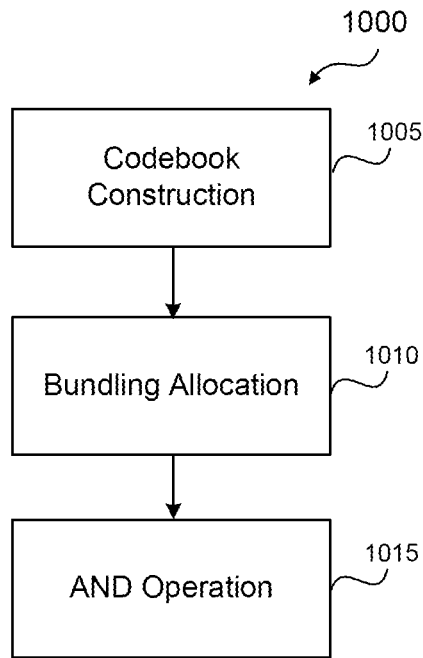 1000
Codebook
Construction
1005
Bundling Allocation
1010
AND Operation
1015